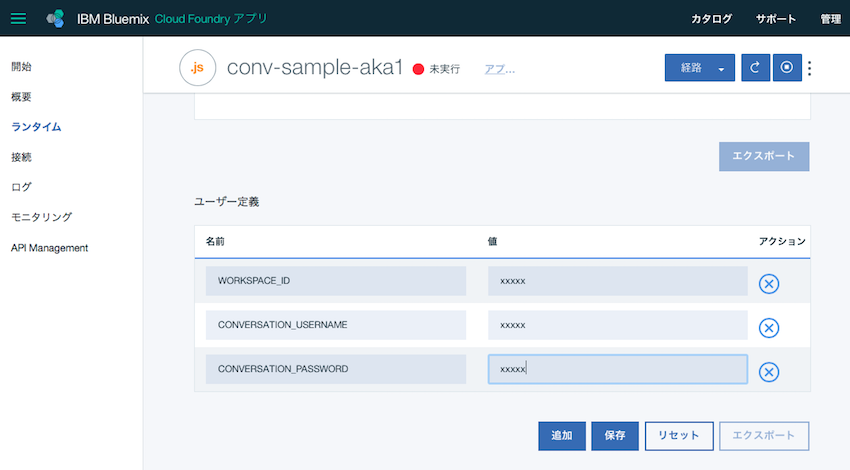 IBM Bluemix Cloud Foundry アプリ
カタログ サポート 管理
開始
概要
ランタイム
接続
ログ
モニタリング
API Management
.js conv-sample-aka1 未実行 アプ...
経路
エクスポート
ユーザー定義
名前 値 アクション
WORKSPACE_ID xxxxx
CONVERSATION_USERNAME xxxxx
CONVERSATION_PASSWORD xxxxx
追加 保存 リセット エクスポート